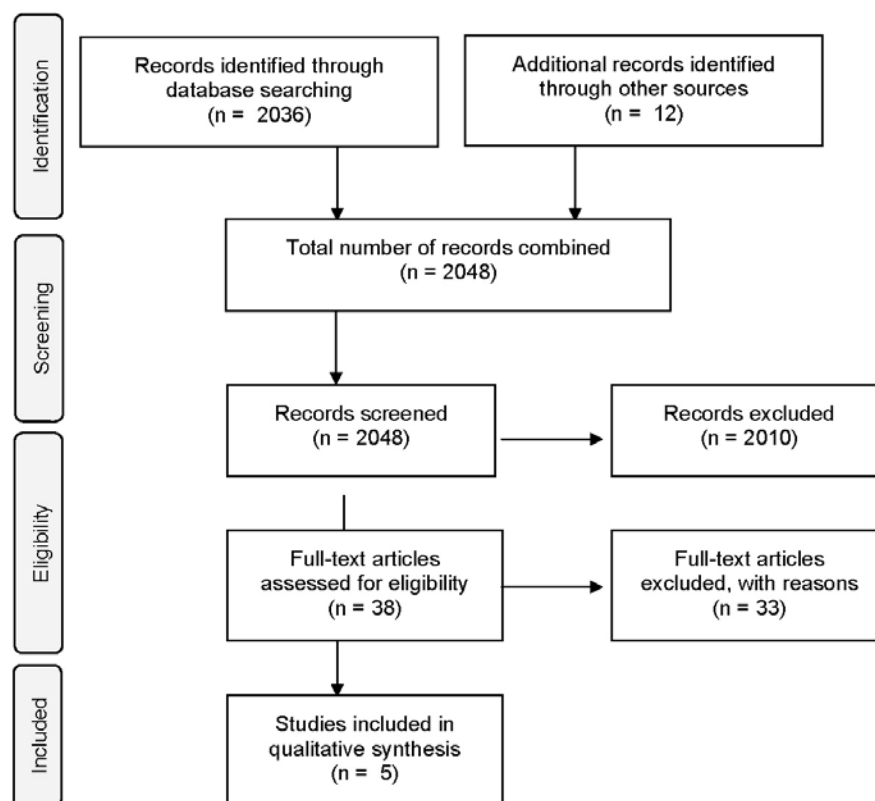 Identification
Records identified through
database searching
(n = 2036)
Additional records identified
through other sources
(n = 12)
Total number of records combined
(n = 2048)
Screening
Records screened
(n = 2048)
Records excluded
(n = 2010)
Eligibility
Full-text articles
assessed for eligibility
(n = 38)
Full-text articles
excluded, with reasons
(n = 33)
Included
Studies included in
qualitative synthesis
(n = 5)